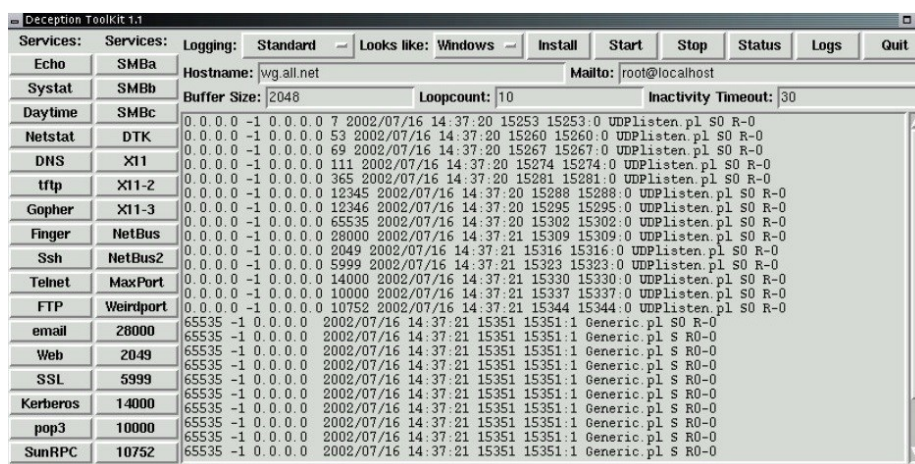 Deception ToolKit 1.1
Services: Services: Logging: Standard Looks like: Windows Install Start Stop Status Logs Quit
Echo SMBa Hostname: wg.all.net Mailto: root@localhost
Systat SMBb Buffer Size: 2048 Loopcount: 10 Inactivity Timeout: 30
Daytime SMBc
Netstat DTK
DNS X11
tftp X11-2
Gopher X11-3
Finger NetBus
Ssh NetBus2
Telnet MaxPort
FTP Weirdport
email 28000
Web 2049
SSL 5999
Kerberos 14000
pop3 10000
SunRPC 10752
0.0.0.0 -1 0.0.0.0 7 2002/07/16 14:37:20 15253 15253:0 UDPlisten.pl S0 R-0
0.0.0.0 -1 0.0.0.0 53 2002/07/16 14:37:20 15260 15260:0 UDPlisten.pl S0 R-0
0.0.0.0 -1 0.0.0.0 69 2002/07/16 14:37:20 15267 15267:0 UDPlisten.pl S0 R-0
0.0.0.0 -1 0.0.0.0 111 2002/07/16 14:37:20 15274 15274:0 UDPlisten.pl S0 R-0
0.0.0.0 -1 0.0.0.0 365 2002/07/16 14:37:20 15281 15281:0 UDPlisten.pl S0 R-0
0.0.0.0 -1 0.0.0.0 12345 2002/07/16 14:37:20 15288 15288:0 UDPlisten.pl S0 R-0
0.0.0.0 -1 0.0.0.0 12346 2002/07/16 14:37:20 15295 15295:0 UDPlisten.pl S0 R-0
0.0.0.0 -1 0.0.0.0 65535 2002/07/16 14:37:20 15302 15302:0 UDPlisten.pl S0 R-0
0.0.0.0 -1 0.0.0.0 28000 2002/07/16 14:37:21 15309 15309:0 UDPlisten.pl S0 R-0
0.0.0.0 -1 0.0.0.0 2049 2002/07/16 14:37:21 15316 15316:0 UDPlisten.pl S0 R-0
0.0.0.0 -1 0.0.0.0 5999 2002/07/16 14:37:21 15323 15323:0 UDPlisten.pl S0 R-0
0.0.0.0 -1 0.0.0.0 14000 2002/07/16 14:37:21 15330 15330:0 UDPlisten.pl S0 R-0
0.0.0.0 -1 0.0.0.0 10000 2002/07/16 14:37:21 15337 15337:0 UDPlisten.pl S0 R-0
0.0.0.0 -1 0.0.0.0 10752 2002/07/16 14:37:21 15344 15344:0 UDPlisten.pl S0 R-0
65535 -1 0.0.0.0 2002/07/16 14:37:21 15351 15351:1 Generic.pl S0 R-0
65535 -1 0.0.0.0 2002/07/16 14:37:21 15351 15351:1 Generic.pl S R0-0
65535 -1 0.0.0.0 2002/07/16 14:37:21 15351 15351:1 Generic.pl S R0-0
65535 -1 0.0.0.0 2002/07/16 14:37:21 15351 15351:1 Generic.pl S R0-0
65535 -1 0.0.0.0 2002/07/16 14:37:21 15351 15351:1 Generic.pl S R0-0
65535 -1 0.0.0.0 2002/07/16 14:37:21 15351 15351:1 Generic.pl S R0-0
65535 -1 0.0.0.0 2002/07/16 14:37:21 15351 15351:1 Generic.pl S R0-0
65535 -1 0.0.0.0 2002/07/16 14:37:21 15351 15351:1 Generic.pl S R0-0
65535 -1 0.0.0.0 2002/07/16 14:37:21 15351 15351:1 Generic.pl S R0-0
65535 -1 0.0.0.0 2002/07/16 14:37:21 15351 15351:1 Generic.pl S R0-0